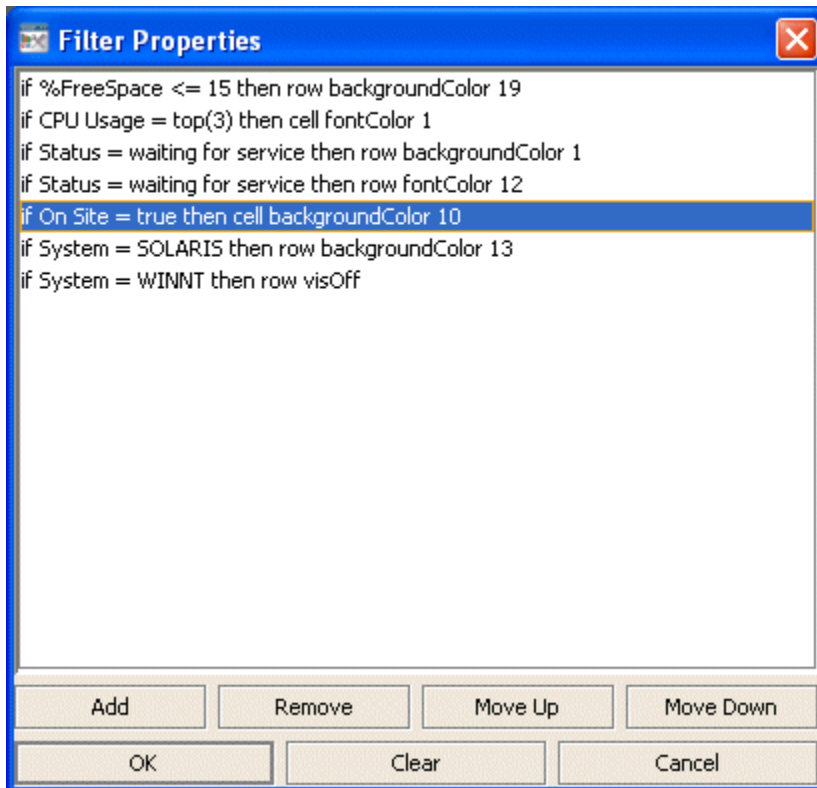 Filter Properties
if %FreeSpace <= 15 then row backgroundColor 19
if CPU Usage = top(3) then cell fontColor 1
if Status = waiting for service then row backgroundColor 1
if Status = waiting for service then row fontColor 12
if On Site = true then cell backgroundColor 10
if System = SOLARIS then row backgroundColor 13
if System = WINNT then row visOff
Add Remove Move Up Move Down
OK Clear Cancel